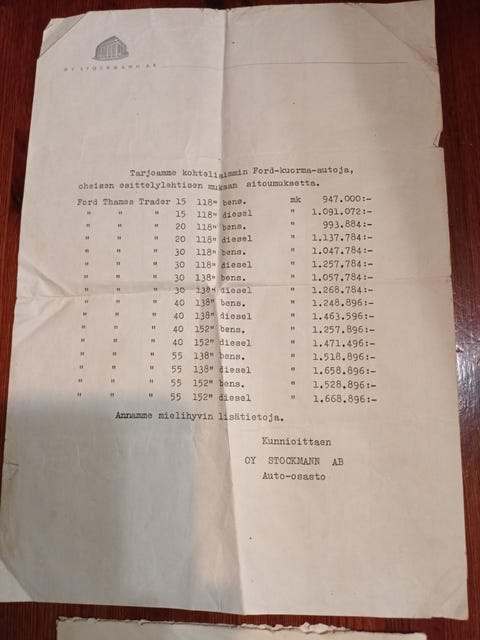 OY STOCKMANN AB
Tarjoamme kohteliaimmin Ford-kuorma-autoja,
oheisen esittelylehtisen mukaan sitoumuksetta.
Ford Thames Trader 15 118" bens. mk 947.000:-
" " " 15 118" diesel " 1.091.072:-
" " " 20 118" bens. " 993.884:-
" " " 20 118" diesel " 1.137.784:-
" " " 30 118" bens. " 1.047.784:-
" " " 30 118" diesel " 1.257.784:-
" " " 30 138" bens. " 1.057.784:-
" " " 30 138" diesel " 1.268.784:-
" " " 40 138" bens. " 1.248.896:-
" " " 40 138" diesel " 1.463.596:-
" " " 40 152" bens. " 1.257.896:-
" " " 40 152" diesel " 1.471.496:-
" " " 55 138" bens. " 1.518.896:-
" " " 55 138" diesel " 1.658.896:-
" " " 55 152" bens. " 1.528.896:-
" " " 55 152" diesel " 1.668.896:-
Annamme mielihyvin lisätietoja.
Kunnioittaen
OY STOCKMANN AB
Auto-osasto